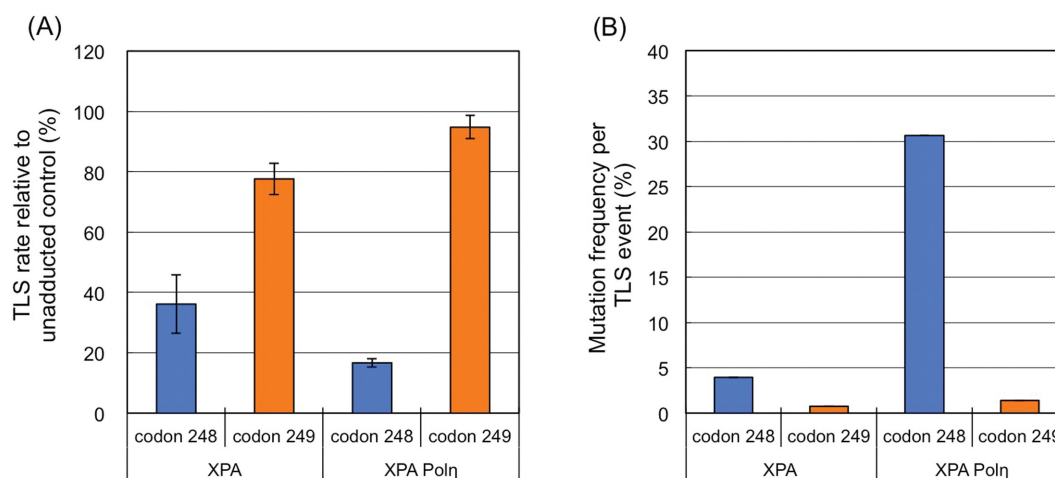 (A)
TLS rate relative to
unadducted control (%)
120
100
80
60
40
20
0
codon 248 codon 249 codon 248 codon 249
XPA XPA Polη
(B)
Mutation frequency per
TLS event (%)
40
35
30
25
20
15
10
5
0
codon 248 codon 249 codon 248 codon 249
XPA XPA Polη